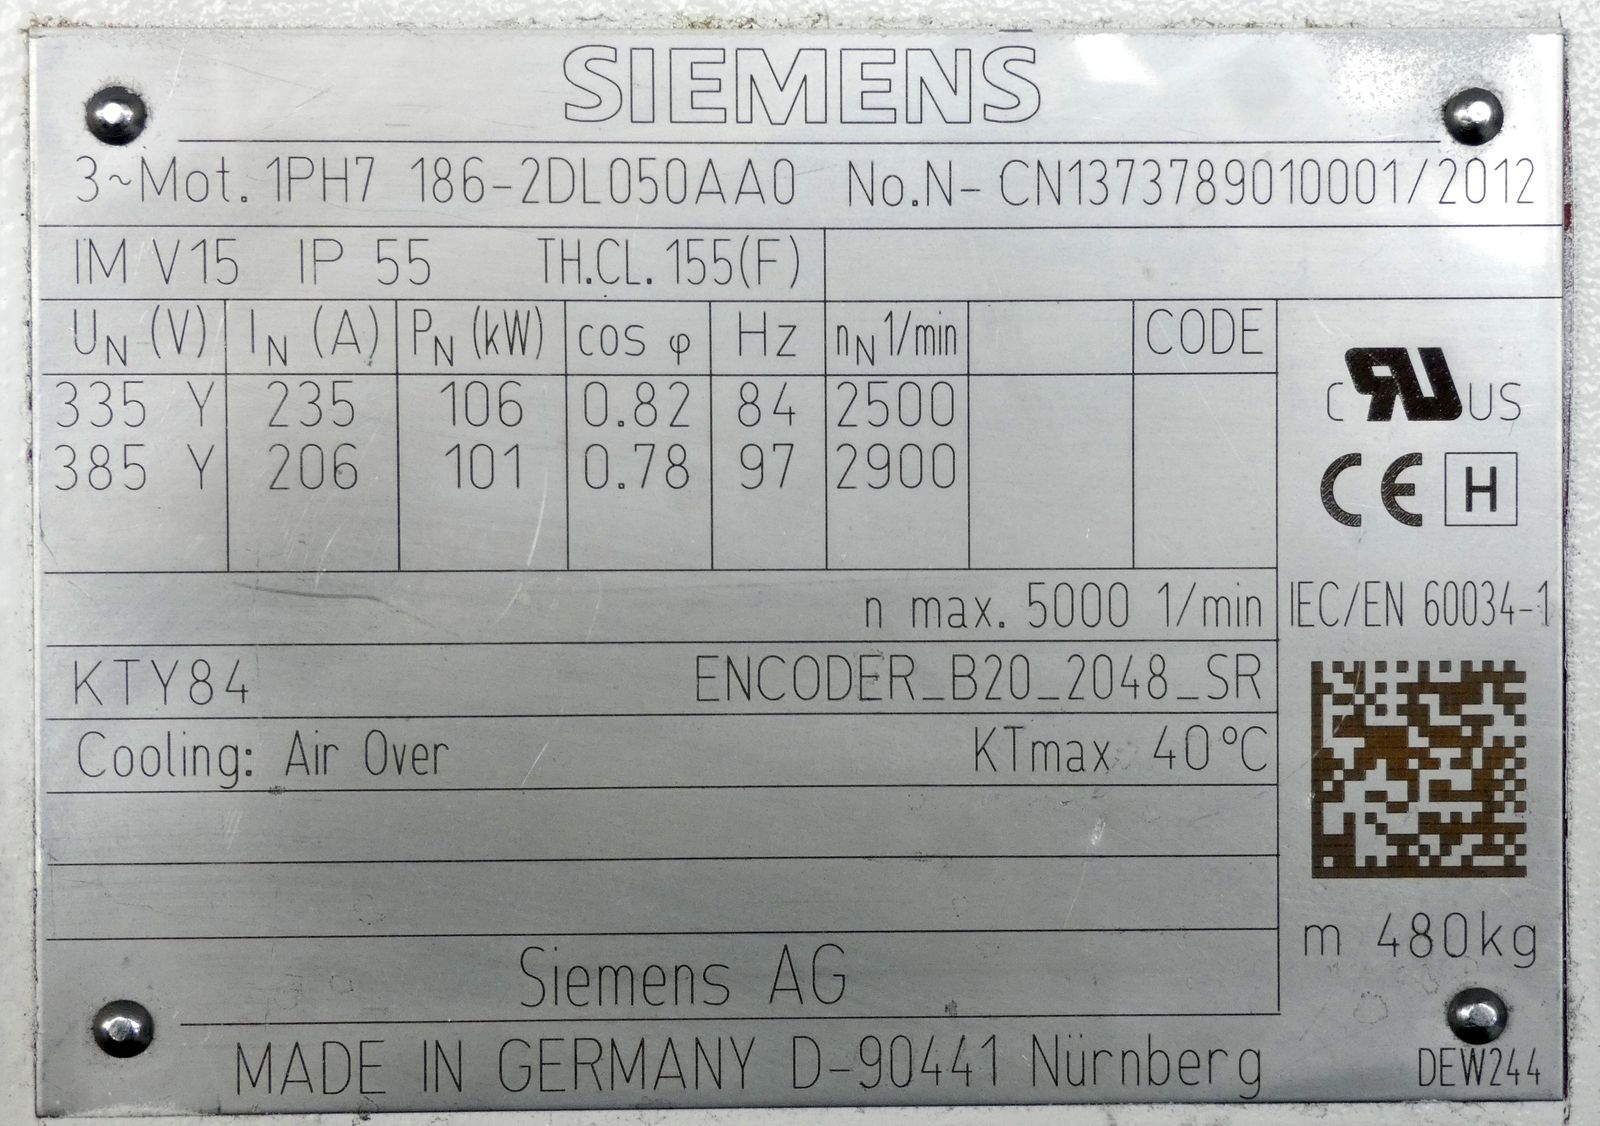 SIEMENS
3~Mot. 1PH7 186-2DL050AA0 No.N- CN1373789010001/2012
IM V15 IP 55 TH.CL. 155(F)
UN (V) IN (A) PN (kW) cos φ Hz nN 1/min CODE
335 Y 235 106 0.82 84 2500
385 Y 206 101 0.78 97 2900
c RU US
CE H
n max. 5000 1/min IEC/EN 60034-1
KTY84 ENCODER_B20_2048_SR
Cooling: Air Over KTmax 40°C
m 480kg
Siemens AG
MADE IN GERMANY D-90441 Nürnberg
DEW244